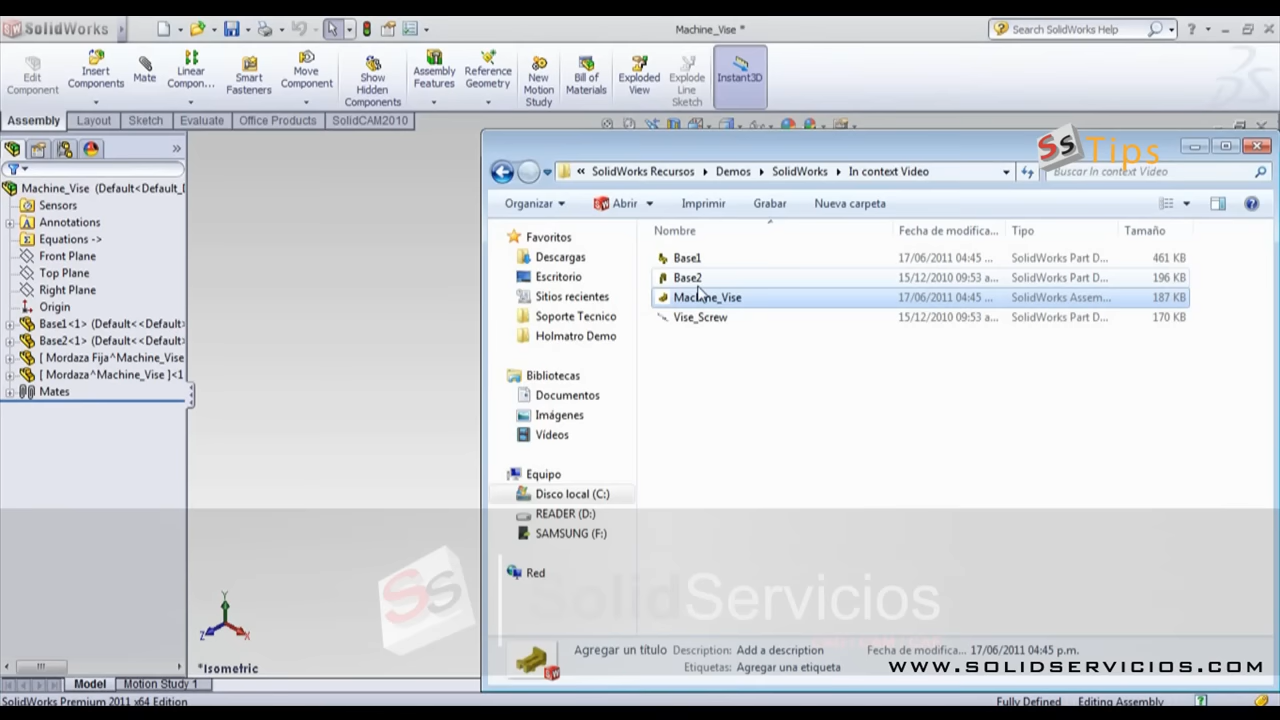 SolidWorks
Machine_Vise *
Search SolidWorks Help
Edit Component
Insert Components
Mate
Linear Compon...
Smart Fasteners
Move Component
Show Hidden Components
Assembly Features
Reference Geometry
New Motion Study
Bill of Materials
Exploded View
Explode Line Sketch
Instant3D
Assembly Layout Sketch Evaluate Office Products SolidCAM2010
SS Tips
Machine_Vise (Default<Default_D
Sensors
Annotations
Equations ->
Front Plane
Top Plane
Right Plane
Origin
Base1<1> (Default<<Default)
Base2<1> (Default<<Default)
[ Mordaza Fija^Machine_Vise
[ Mordaza^Machine_Vise ]<1
Mates
« SolidWorks Recursos Demos SolidWorks In context Video
Buscar In context Video
Organizar Abrir Imprimir Grabar Nueva carpeta
Nombre Fecha de modifica... Tipo Tamaño
Base1 17/06/2011 04:45 ... SolidWorks Part D... 461 KB
Base2 15/12/2010 09:53 a... SolidWorks Part D... 196 KB
Machine_Vise 17/06/2011 04:45 ... SolidWorks Assem... 187 KB
Vise_Screw 15/12/2010 09:53 a... SolidWorks Part D... 170 KB
Favoritos
Descargas
Escritorio
Sitios recientes
Soporte Tecnico
Holmatro Demo
Bibliotecas
Documentos
Imágenes
Vídeos
Equipo
Disco local (C:)
READER (D:)
SAMSUNG (F:)
Red
SS SolidServicios
Agregar un título Description: Add a description Fecha de modifica... 17/06/2011 04:45 p.m.
Etiquetas: Agregar una etiqueta
WWW.SOLIDSERVICIOS.COM
Y
Z
X
*Isometric
Model Motion Study 1
SolidWorks Premium 2011 x64 Edition
Fully Defined Editing Assembly